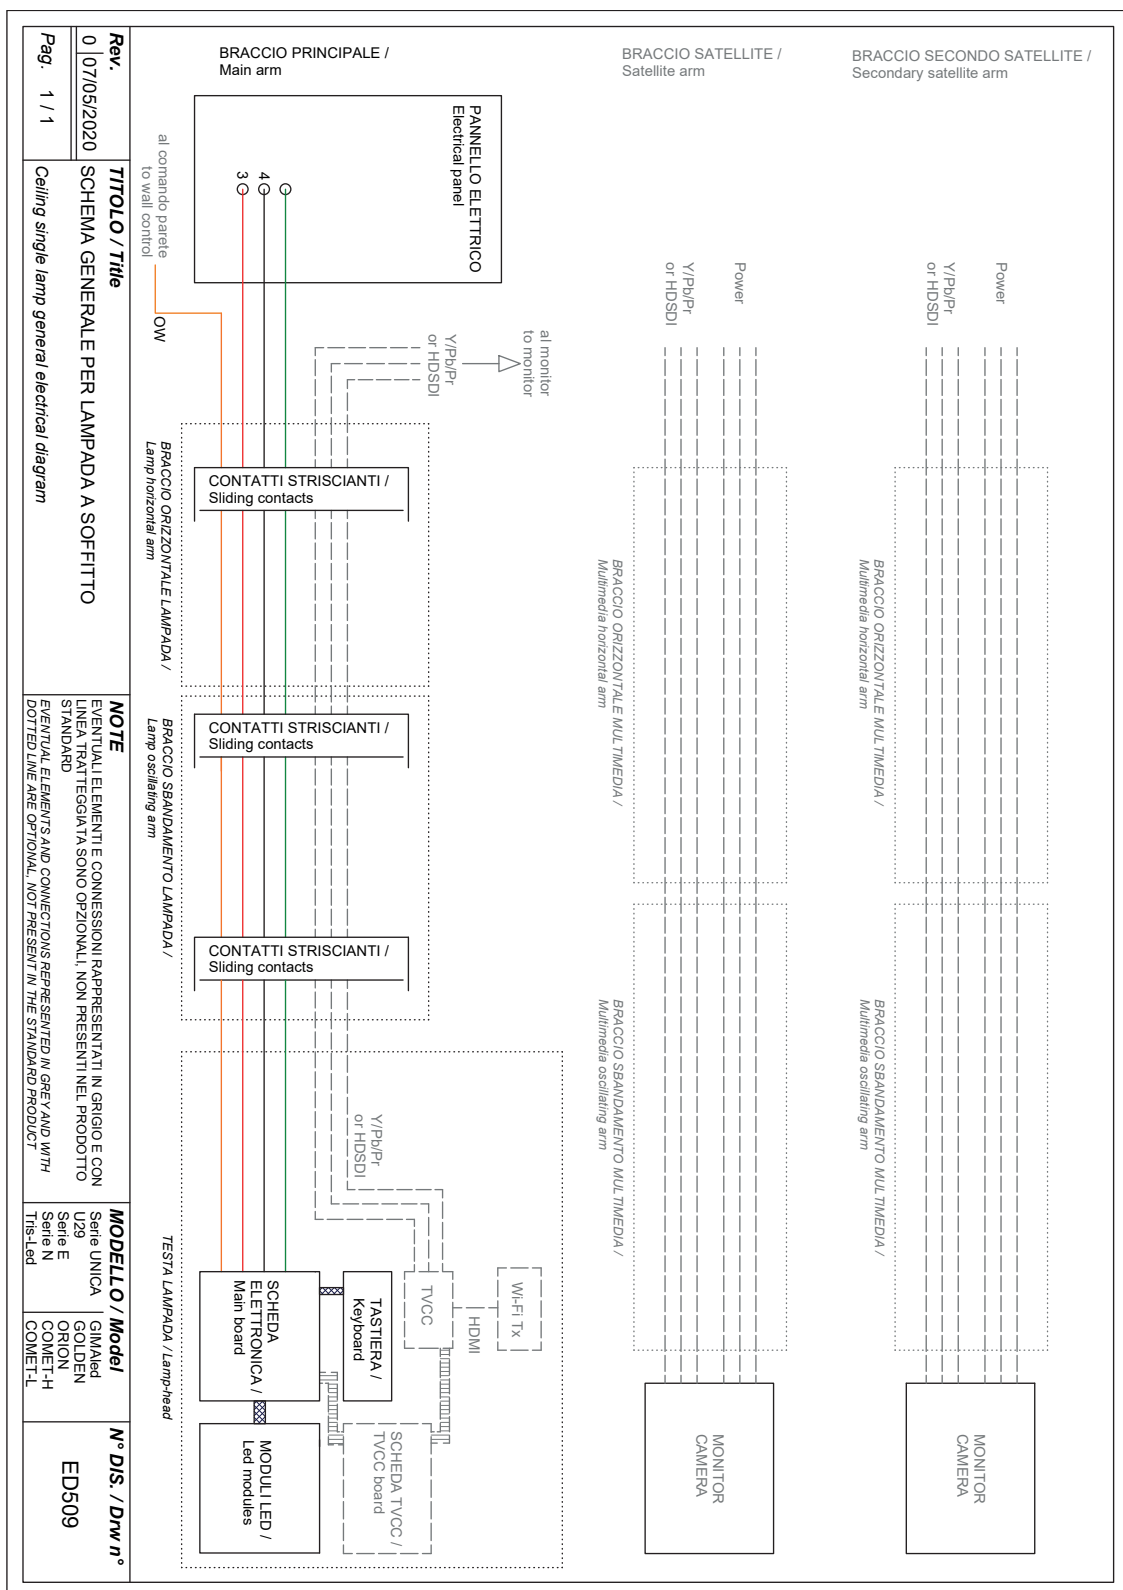 BRACCIO PRINCIPALE /
Main arm
BRACCIO SATELLITE /
Satellite arm
BRACCIO SECONDO SATELLITE /
Secondary satellite arm
PANNELLO ELETTRICO
Electrical panel
4
3
al comando parete
to wall control
OW
al monitor
to monitor
Y/Pb/Pr
or HDSDI
Power
Y/Pb/Pr
or HDSDI
Power
Y/Pb/Pr
or HDSDI
CONTATTI STRISCIANTI /
Sliding contacts
BRACCIO ORIZZONTALE LAMPADA /
Lamp horizontal arm
BRACCIO ORIZZONTALE MULTIMEDIA /
Multimedia horizontal arm
BRACCIO ORIZZONTALE MULTIMEDIA /
Multimedia horizontal arm
CONTATTI STRISCIANTI /
Sliding contacts
BRACCIO SBANDAMENTO LAMPADA /
Lamp oscillating arm
CONTATTI STRISCIANTI /
Sliding contacts
BRACCIO SBANDAMENTO MULTIMEDIA /
Multimedia oscillating arm
BRACCIO SBANDAMENTO MULTIMEDIA /
Multimedia oscillating arm
Y/Pb/Pr
or HDSDI
TESTA LAMPADA / Lamp-head
SCHEDA
ELETTRONICA /
Main board
TASTIERA /
Keyboard
TVCC
HDMI
Wi-Fi Tx
MODULI LED /
Led modules
SCHEDA TVCC /
TVCC board
MONITOR
CAMERA
MONITOR
CAMERA
Rev.
0
07/05/2020
Pag. 1 / 1
TITOLO / Title
SCHEMA GENERALE PER LAMPADA A SOFFITTO
Ceiling single lamp general electrical diagram
NOTE
EVENTUALI ELEMENTI E CONNESSIONI RAPPRESENTATI IN GRIGIO E CON
LINEA TRATTEGGIATA SONO OPZIONALI, NON PRESENTI NEL PRODOTTO
STANDARD
EVENTUAL ELEMENTS AND CONNECTIONS REPRESENTED IN GREY AND WITH
DOTTED LINE ARE OPTIONAL, NOT PRESENT IN THE STANDARD PRODUCT
MODELLO / Model
Serie UNICA
U29
Serie E
Serie N
Tris-Led
GIMAled
GOLDEN
ORION
COMET-H
COMET-L
N° DIS. / Drw n°
ED509